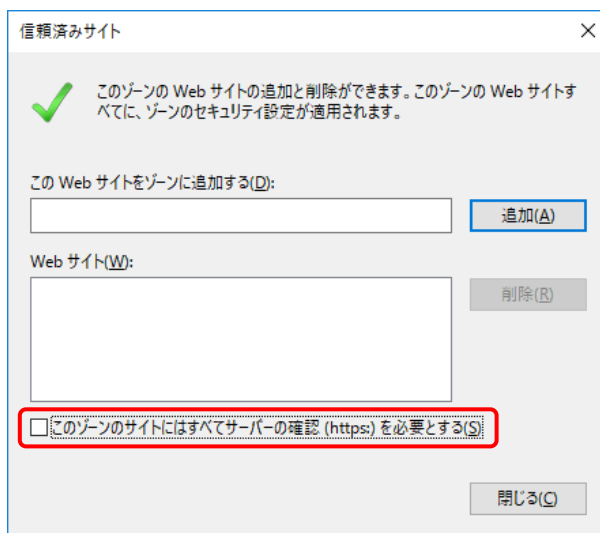 信頼済みサイト
このゾーンの Web サイトの追加と削除ができます。このゾーンの Web サイトす
べてに、ゾーンのセキュリティ設定が適用されます。
この Web サイトをゾーンに追加する(D):
追加(A)
Web サイト(W):
削除(R)
このゾーンのサイトにはすべてサーバーの確認 (https:) を必要とする(S)
閉じる(C)